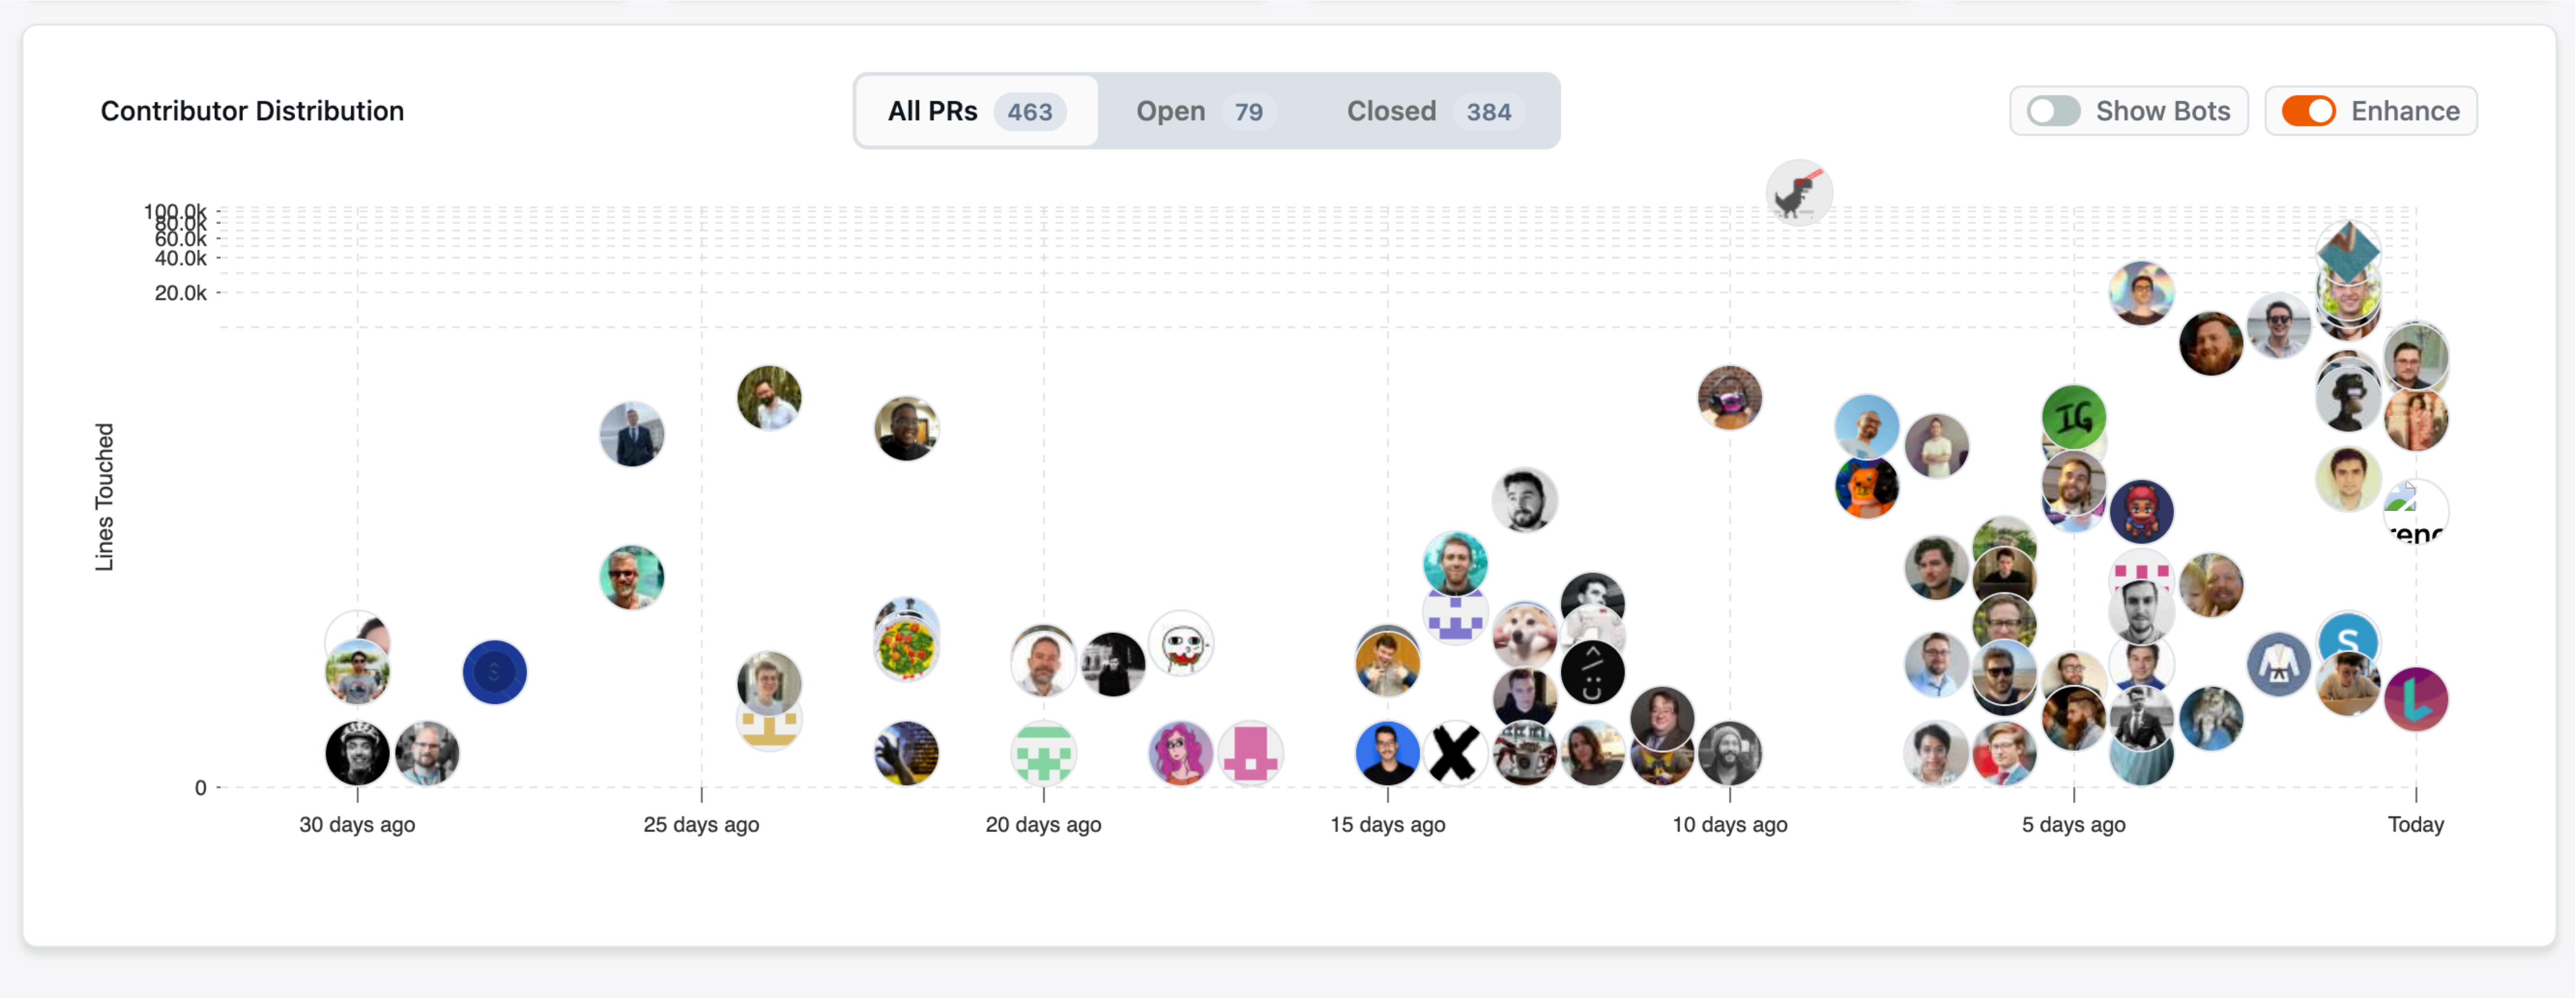 Contributor Distribution
All PRs 463 Open 79 Closed 384
Show Bots Enhance
100.0k
80.0k
60.0k
40.0k
20.0k
0
Lines Touched
30 days ago 25 days ago 20 days ago 15 days ago 10 days ago 5 days ago Today
IG
S
S
C:/>
L